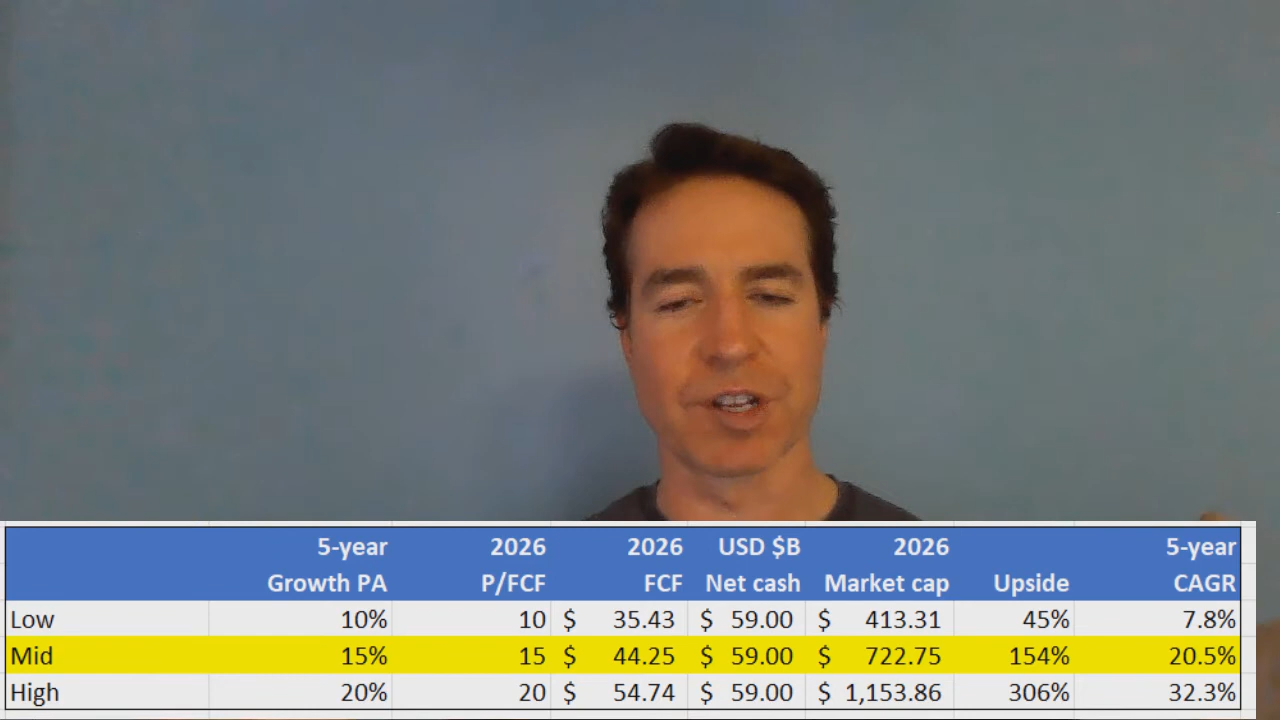 5-year 2026 2026 USD $B 2026 5-year
Growth PA P/FCF FCF Net cash Market cap Upside CAGR
Low 10% 10 $ 35.43 $ 59.00 $ 413.31 45% 7.8%
Mid 15% 15 $ 44.25 $ 59.00 $ 722.75 154% 20.5%
High 20% 20 $ 54.74 $ 59.00 $ 1,153.86 306% 32.3%